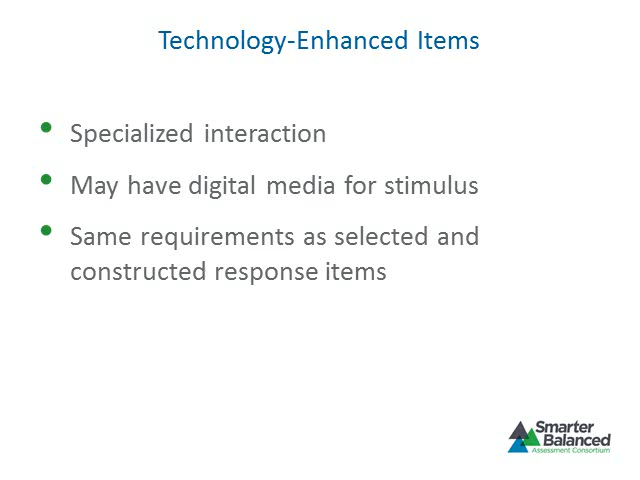 Technology-Enhanced Items
• Specialized interaction
• May have digital media for stimulus
• Same requirements as selected and
constructed response items
Smarter
Balanced
Assessment Consortium